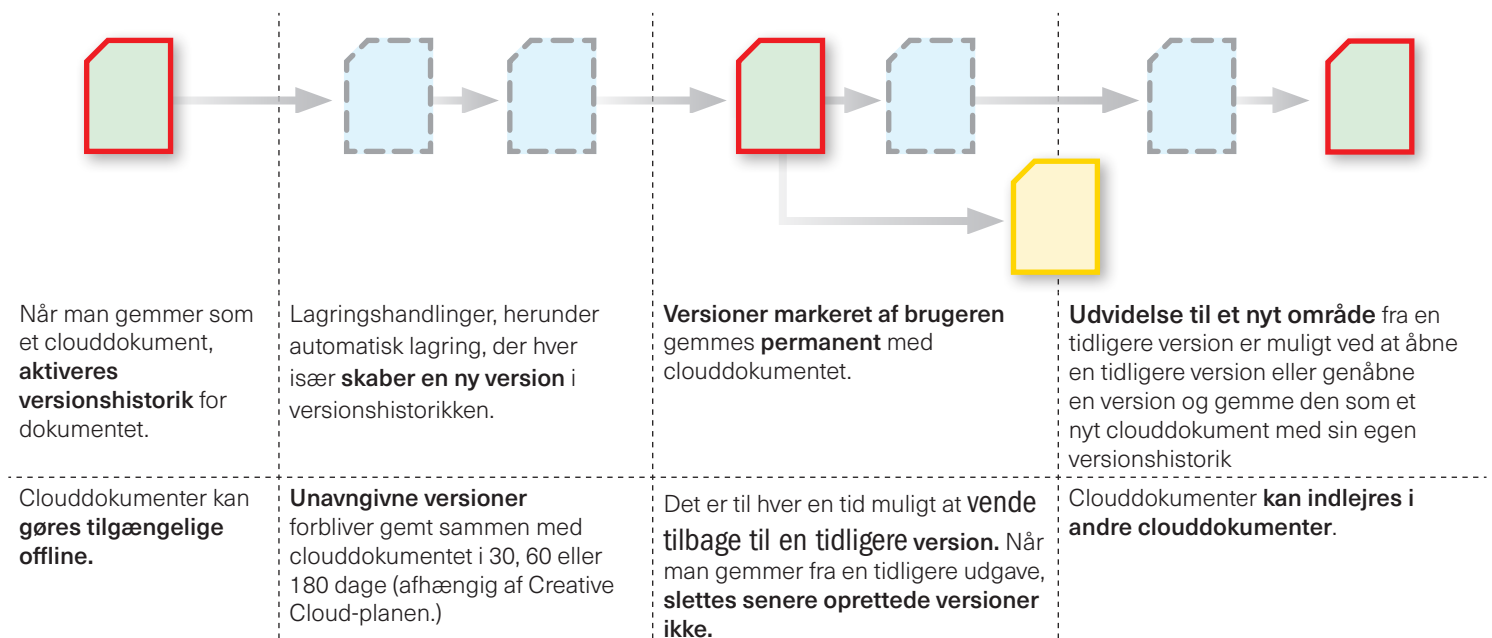 Når man gemmer som
et clouddokument,
aktiveres
versionshistorik for
dokumentet.
Lagringshandlinger, herunder
automatisk lagring, der hver
især skaber en ny version i
versionshistorikken.
Versioner markeret af brugeren
gemmes permanent med
clouddokumentet.
Udvidelse til et nyt område fra en
tidligere version er muligt ved at åbne
en tidligere version eller genåbne
en version og gemme den som et
nyt clouddokument med sin egen
versionshistorik
Clouddokumenter kan
gøres tilgængelige
offline.
Unavngivne versioner
forbliver gemt sammen med
clouddokumentet i 30, 60 eller
180 dage (afhængig af Creative
Cloud-planen.)
Det er til hver en tid muligt at vende
tilbage til en tidligere version. Når
man gemmer fra en tidligere udgave,
slettes senere oprettede versioner
ikke.
Clouddokumenter kan indlejres i
andre clouddokumenter.